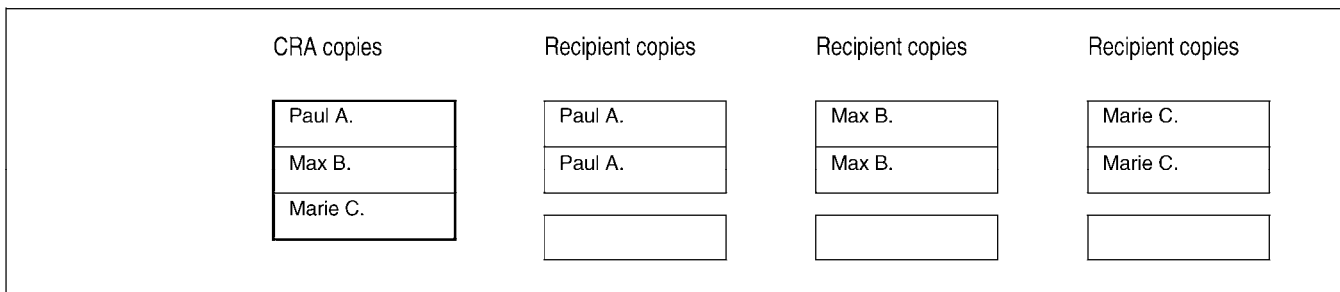 CRA copies Recipient copies Recipient copies Recipient copies
Paul A. Paul A. Max B. Marie C.
Max B. Paul A. Max B. Marie C.
Marie C.